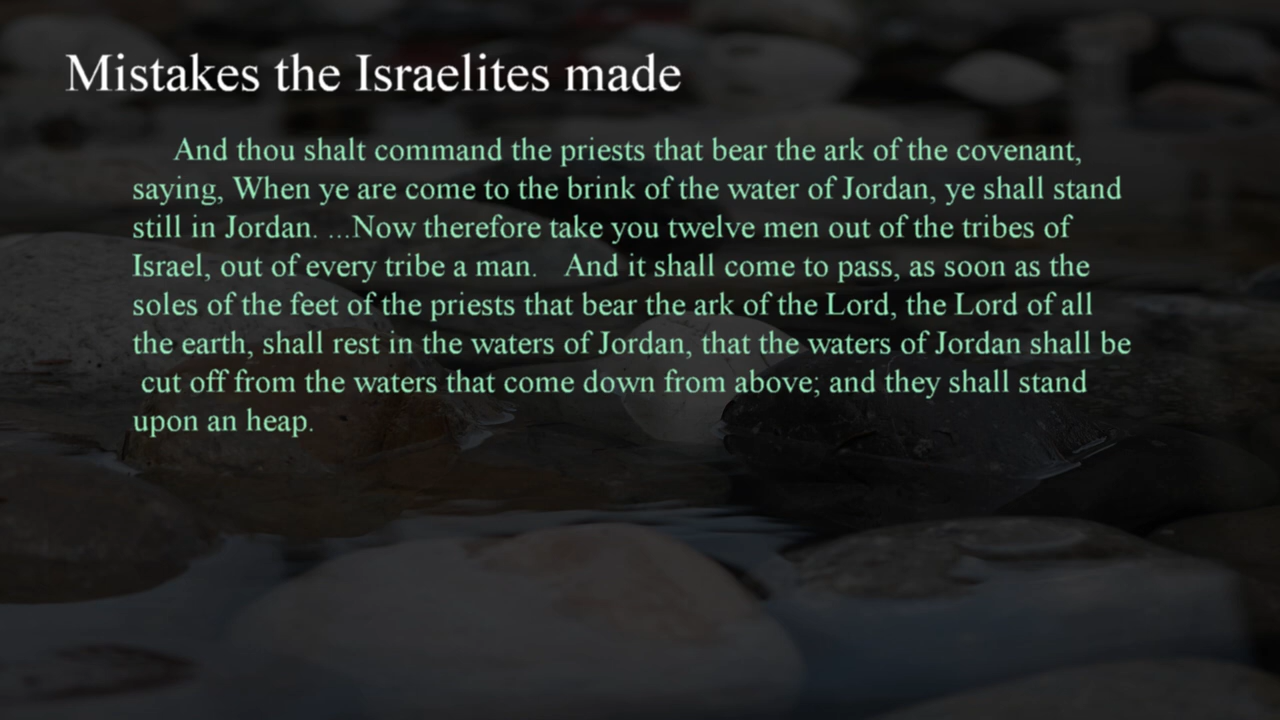 Mistakes the Israelites made
And thou shalt command the priests that bear the ark of the covenant,
saying, When ye are come to the brink of the water of Jordan, ye shall stand
still in Jordan. ...Now therefore take you twelve men out of the tribes of
Israel, out of every tribe a man. And it shall come to pass, as soon as the
soles of the feet of the priests that bear the ark of the Lord, the Lord of all
the earth, shall rest in the waters of Jordan, that the waters of Jordan shall be
cut off from the waters that come down from above; and they shall stand
upon an heap.